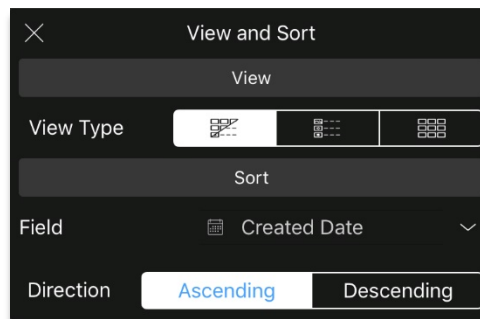 View and Sort
View
View Type
Sort
Field Created Date
Direction Ascending Descending